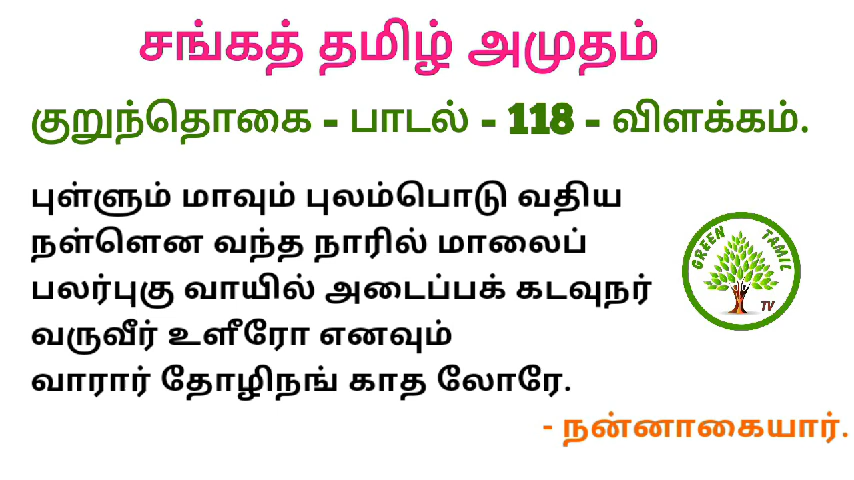 சங்கத் தமிழ் அமுதம்
குறுந்தொகை - பாடல் - 118 - விளக்கம்.
புள்ளும் மாவும் புலம்பொடு வதிய
நள்ளென வந்த நாரில் மாலைப்
பலர்புகு வாயில் அடைப்பக் கடவுநர்
வருவீர் உளீரோ எனவும்
வாரார் தோழிநங் காத லோரே.
- நன்னாகையார்.
GREEN TAMIL
TV